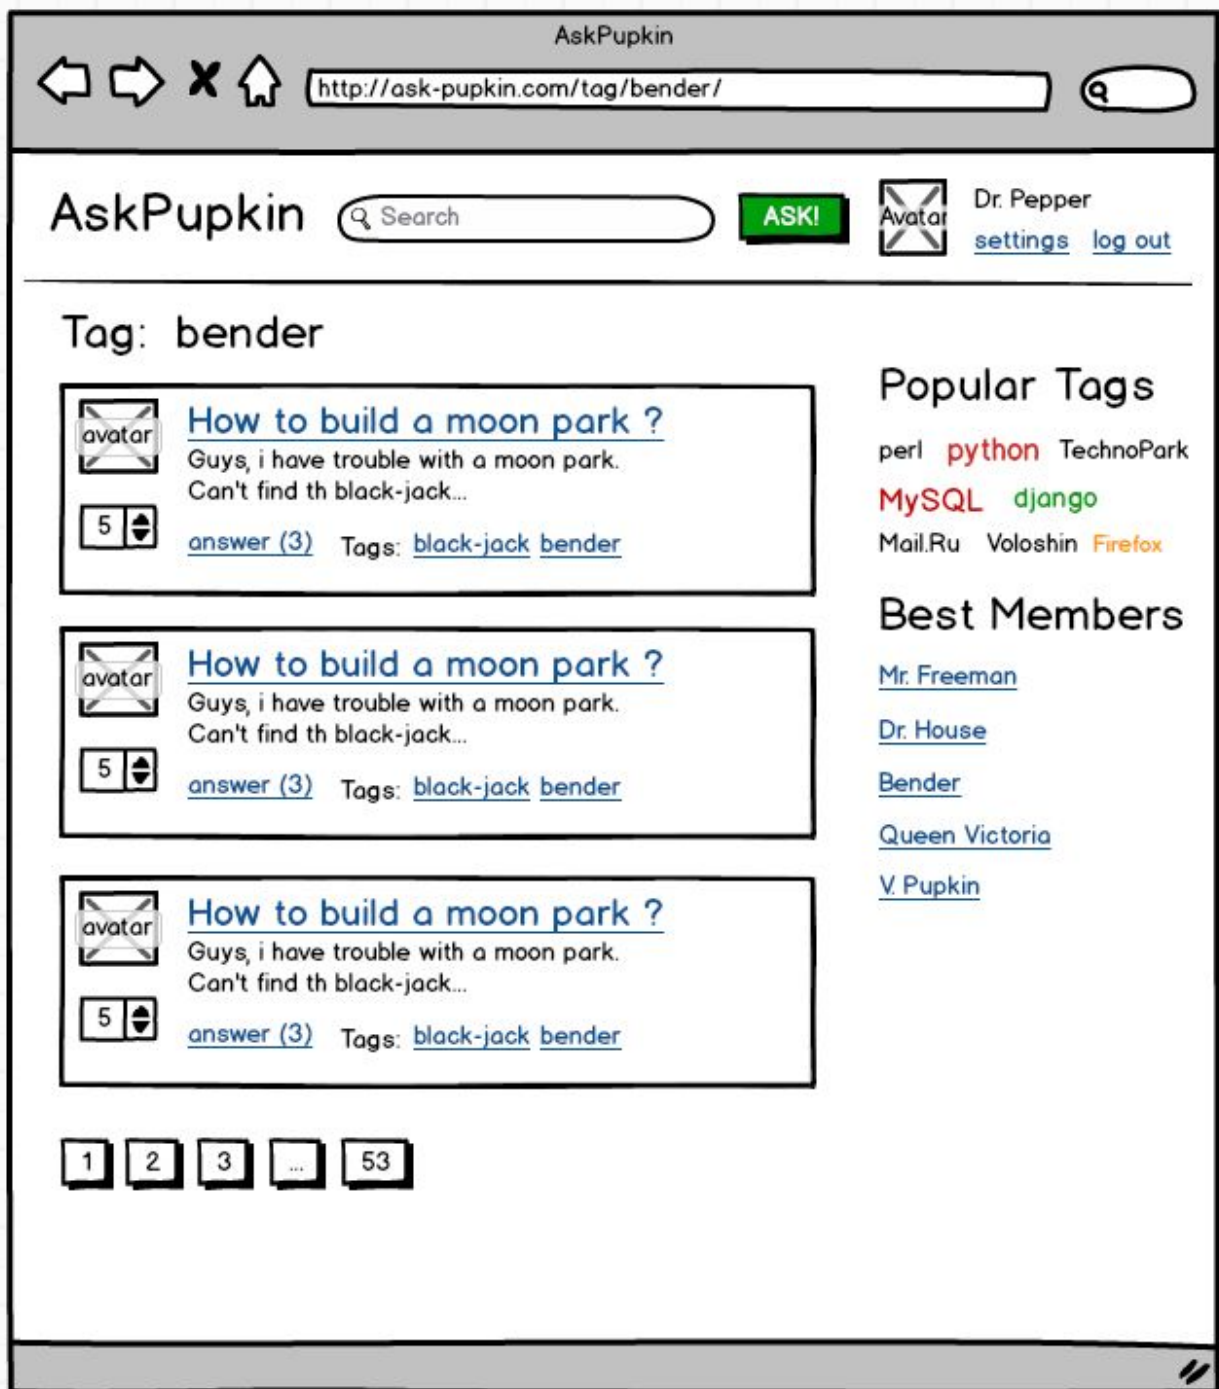 AskPupkin
http://ask-pupkin.com/tag/bender/
AskPupkin
Search
ASK!
Avatar
Dr. Pepper
settings log out
Tag: bender
avatar
How to build a moon park ?
Guys, i have trouble with a moon park.
Can't find th black-jack...
5
answer (3) Tags: black-jack bender
avatar
How to build a moon park ?
Guys, i have trouble with a moon park.
Can't find th black-jack...
5
answer (3) Tags: black-jack bender
avatar
How to build a moon park ?
Guys, i have trouble with a moon park.
Can't find th black-jack...
5
answer (3) Tags: black-jack bender
1 2 3 ... 53
Popular Tags
perl python TechnoPark
MySQL django
Mail.Ru Voloshin Firefox
Best Members
Mr. Freeman
Dr. House
Bender
Queen Victoria
V. Pupkin